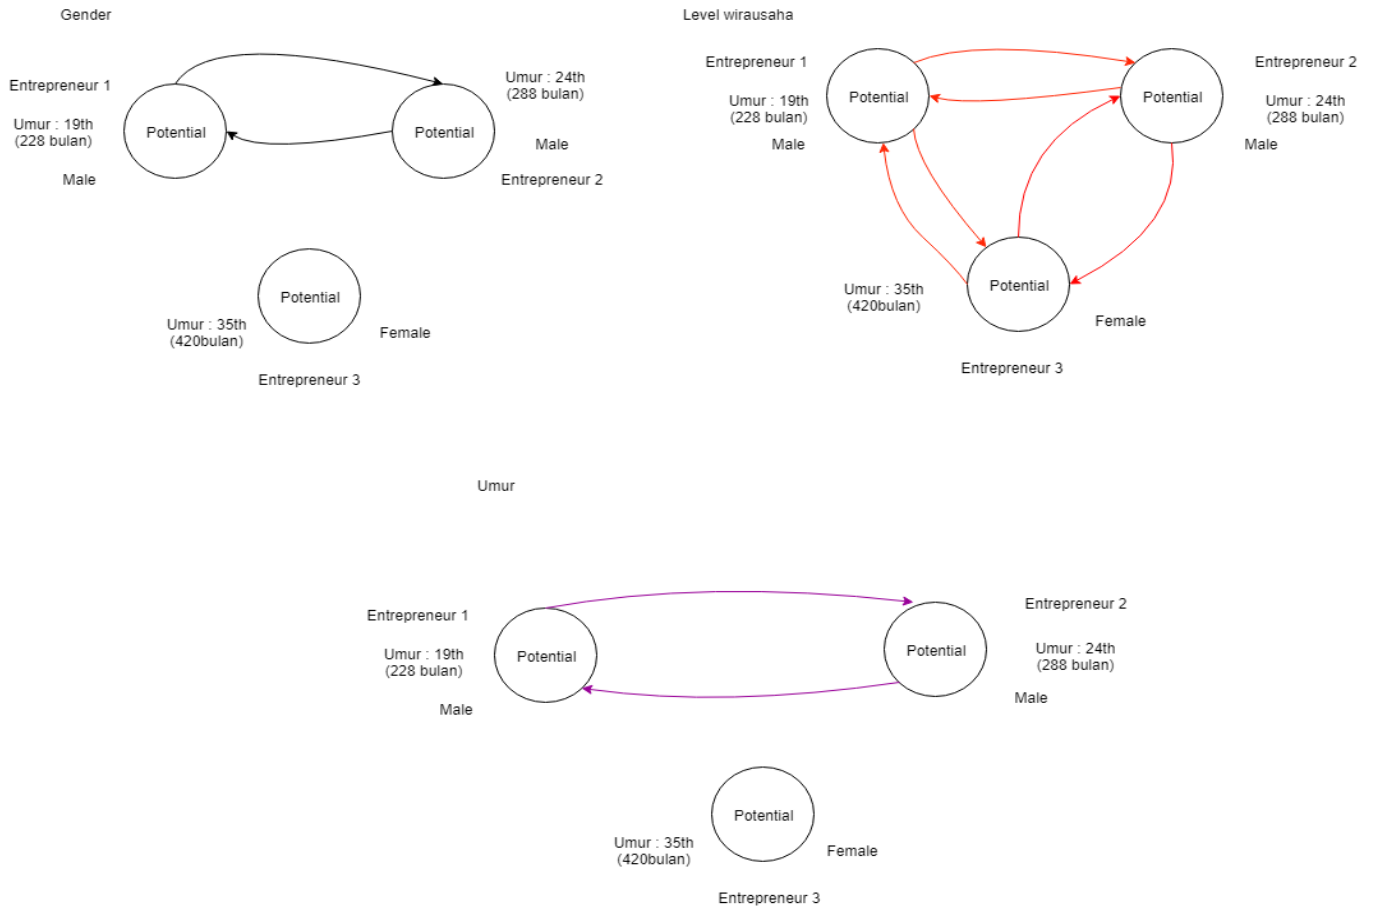 Gender
Entrepreneur 1
Umur : 19th
(228 bulan)
Male
Potential
Potential
Umur : 24th
(288 bulan)
Male
Entrepreneur 2
Potential
Umur : 35th
(420bulan)
Female
Entrepreneur 3
Level wirausaha
Entrepreneur 1
Umur : 19th
(228 bulan)
Male
Potential
Potential
Entrepreneur 2
Umur : 24th
(288 bulan)
Male
Potential
Umur : 35th
(420bulan)
Female
Entrepreneur 3
Umur
Entrepreneur 1
Umur : 19th
(228 bulan)
Male
Potential
Potential
Entrepreneur 2
Umur : 24th
(288 bulan)
Male
Potential
Umur : 35th
(420bulan)
Female
Entrepreneur 3